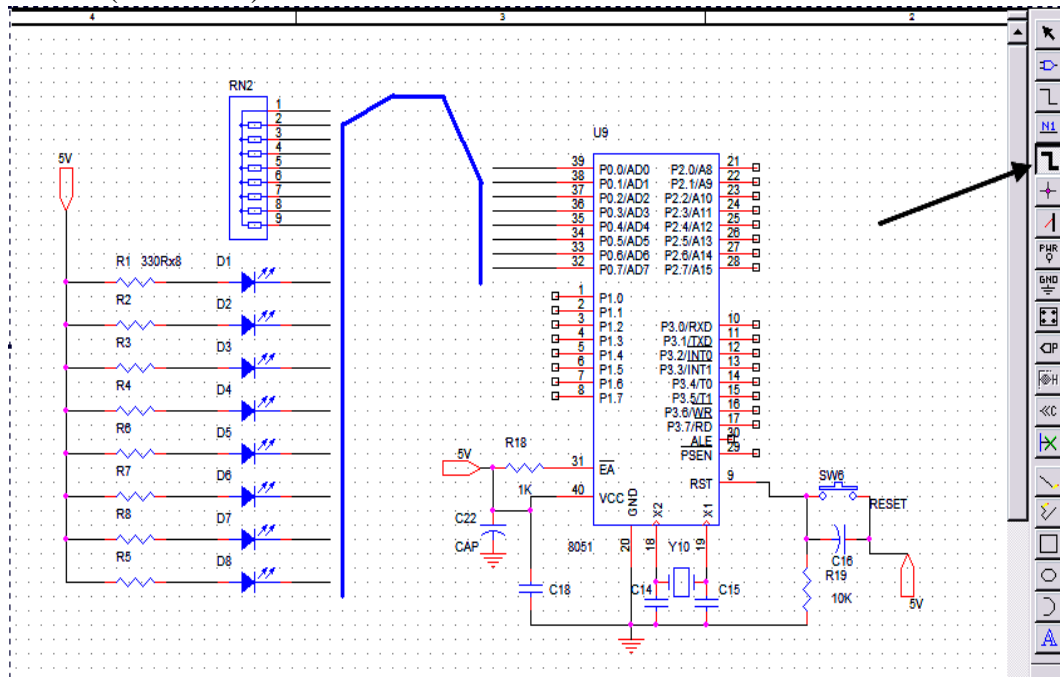 4 3 2
RN2
1
2
3
4
5
6
7
8
9
5V
R1 330Rx8 D1
R2 D2
R3 D3
R4 D4
R6 D5
R7 D6
R8 D7
R5 D8
U9
39 P0.0/AD0 P2.0/A8 21
38 P0.1/AD1 P2.1/A9 22
37 P0.2/AD2 P2.2/A10 23
36 P0.3/AD3 P2.3/A11 24
35 P0.4/AD4 P2.4/A12 25
34 P0.5/AD5 P2.5/A13 26
33 P0.6/AD6 P2.6/A14 27
32 P0.7/AD7 P2.7/A15 28
1 P1.0
2 P1.1
3 P1.2 P3.0/RXD 10
4 P1.3 P3.1/TXD 11
5 P1.4 P3.2/INT0 12
6 P1.5 P3.3/INT1 13
7 P1.6 P3.4/T0 14
8 P1.7 P3.5/T1 15
P3.6/WR 16
P3.7/RD 17
ALE 30
PSEN 29
31 EA
RST 9
40 VCC
GND
X2
X1
20
18
19
8051
5V
R18
1K
C22
CAP
C18
C14
Y10
C15
SW6
RESET
C16
R19
10K
5V
N1
PWR
GND
P
H
C
A